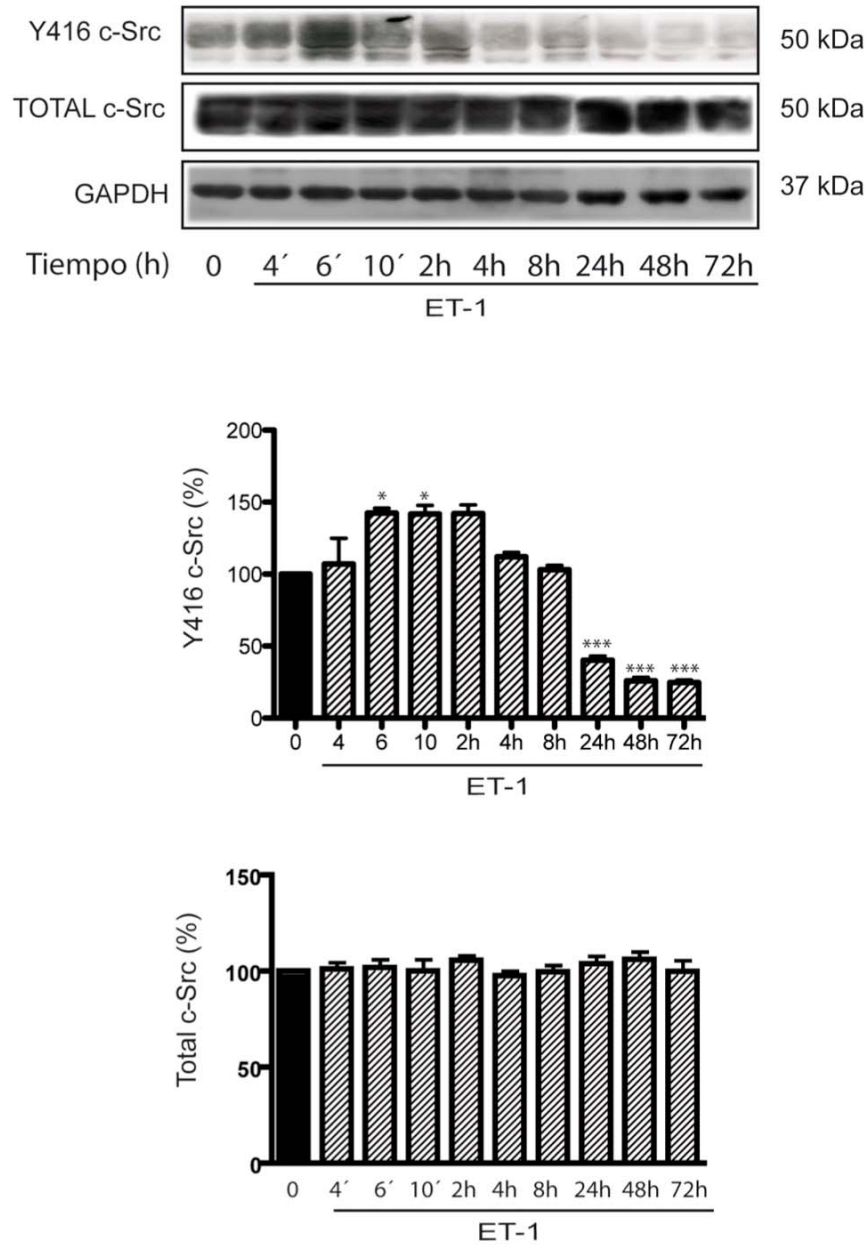 Y416 c-Src 50 kDa
TOTAL c-Src 50 kDa
GAPDH 37 kDa
Tiempo (h) 0 4´ 6´ 10´ 2h 4h 8h 24h 48h 72h
ET-1
Y416 c-Src (%)
200
150
100
50
0
* * *** *** ***
0 4 6 10 2h 4h 8h 24h 48h 72h
ET-1
Total c-Src (%)
150
100
50
0
0 4´ 6´ 10´ 2h 4h 8h 24h 48h 72h
ET-1